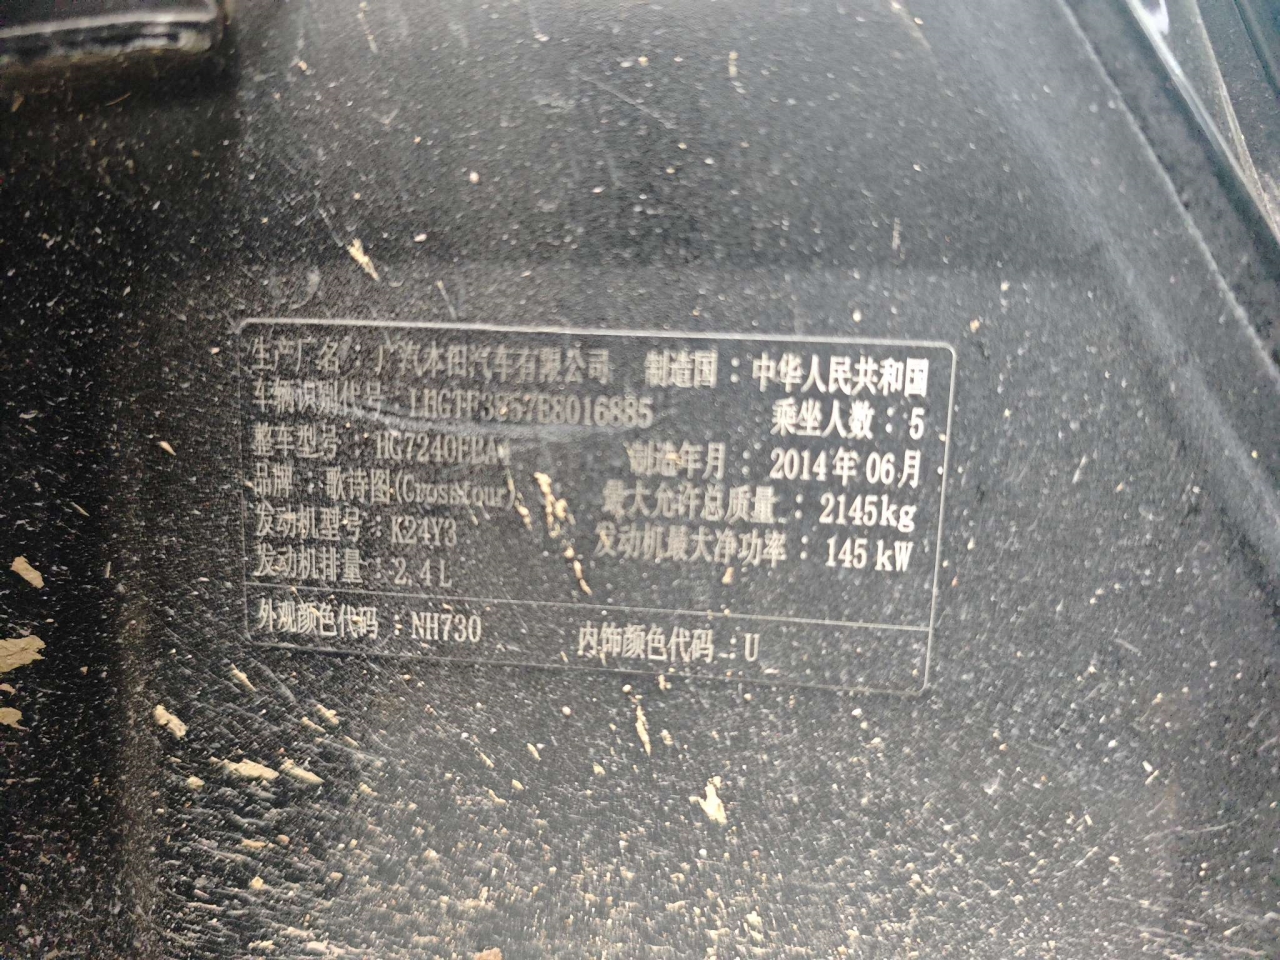 生产厂名：广汽本田汽车有限公司 制造国：中华人民共和国
车辆识别代号：乘坐人数：5
整车型号：制造年月：2014年06月
品牌：歌诗图(Crosstour) 最大允许总质量：2145kg
发动机型号：K24Y3 发动机最大净功率：145kW
发动机排量：2.4L
外观颜色代码：NH730 内饰颜色代码：U